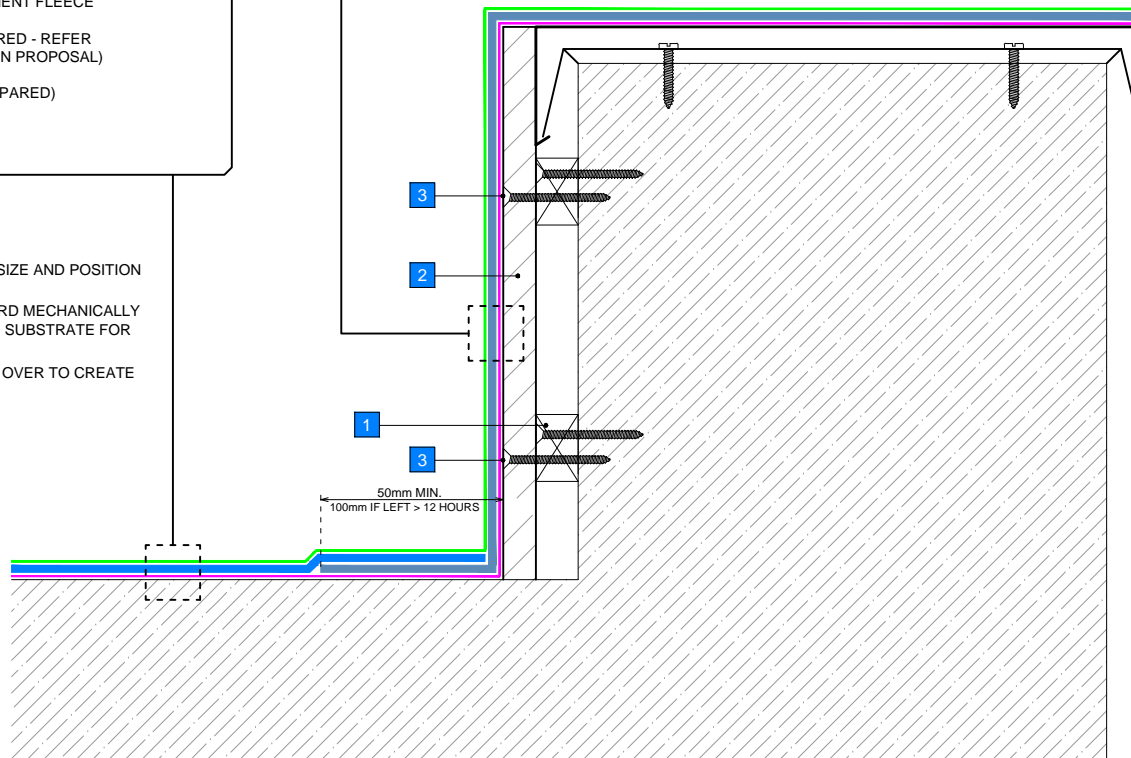 MENT FLEECE
RED - REFER
N PROPOSAL)
PARED)
SIZE AND POSITION
RD MECHANICALLY
SUBSTRATE FOR
OVER TO CREATE
3
2
1
3
50mm MIN.
100mm IF LEFT > 12 HOURS